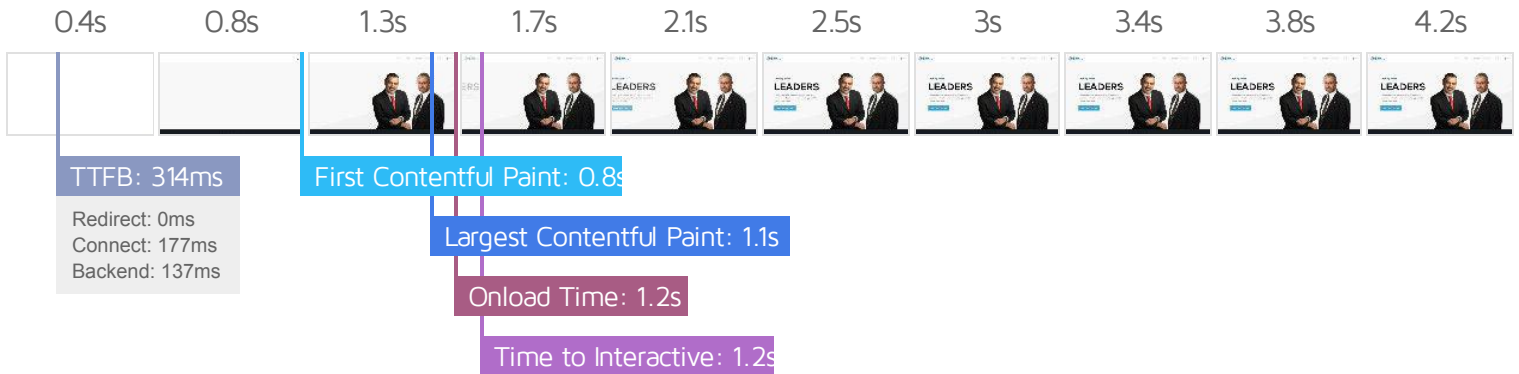 0.4s 0.8s 1.3s 1.7s 2.1s 2.5s 3s 3.4s 3.8s 4.2s
ERS
LEADERS
LEADERS
LEADERS
LEADERS
LEADERS
LEADERS
TTFB: 314ms
First Contentful Paint: 0.8s
Redirect: 0ms
Connect: 177ms
Backend: 137ms
Largest Contentful Paint: 1.1s
Onload Time: 1.2s
Time to Interactive: 1.2s